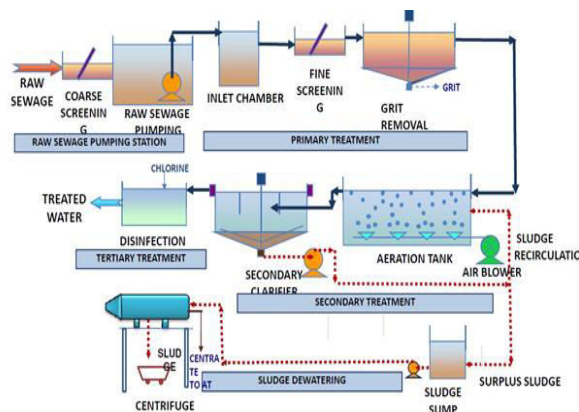 RAW
SEWAGE
COARSE
SCREENIN
G
RAW SEWAGE
PUMPING
RAW SEWAGE PUMPING STATION
INLET CHAMBER
FINE
SCREENIN
G
GRIT
REMOVAL
GRIT
PRIMARY TREATMENT
CHLORINE
TREATED
WATER
DISINFECTION
TERTIARY TREATMENT
SECONDARY
CLARIFIER
AERATION TANK
AIR BLOWER
SLUDGE
RECIRCULATIO
SECONDARY TREATMENT
SLUD
GE
CENTRA
TE
TO AT
CENTRIFUGE
SLUDGE DEWATERING
SLUDGE
SUMP
SURPLUS SLUDGE